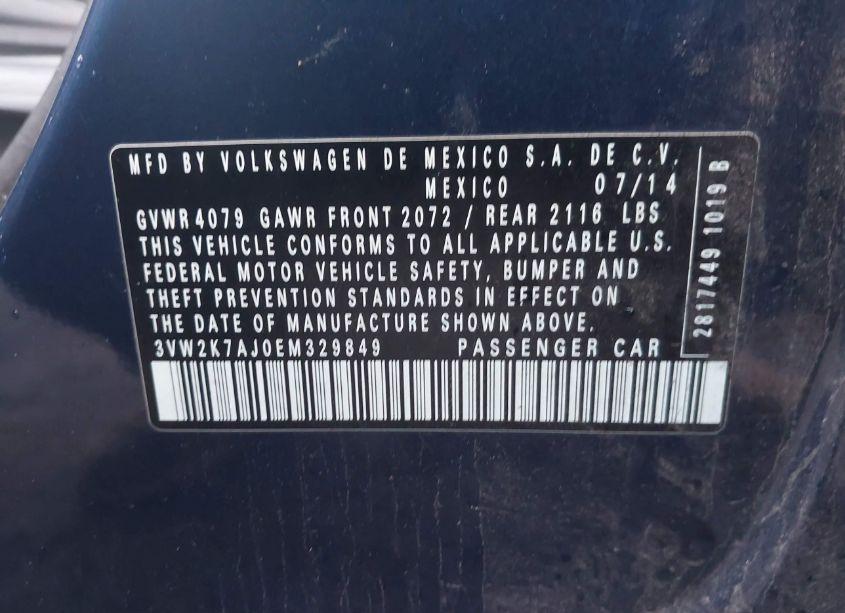 MFD BY VOLKSWAGEN DE MEXICO S.A. DE C.V.
MEXICO 07/14
GVWR 4079 GAWR FRONT 2072 / REAR 2116 LBS
THIS VEHICLE CONFORMS TO ALL APPLICABLE U.S.
FEDERAL MOTOR VEHICLE SAFETY, BUMPER AND
THEFT PREVENTION STANDARDS IN EFFECT ON
THE DATE OF MANUFACTURE SHOWN ABOVE.
3VW2K7AJ0EM329849 PASSENGER CAR
2817449 1019 B